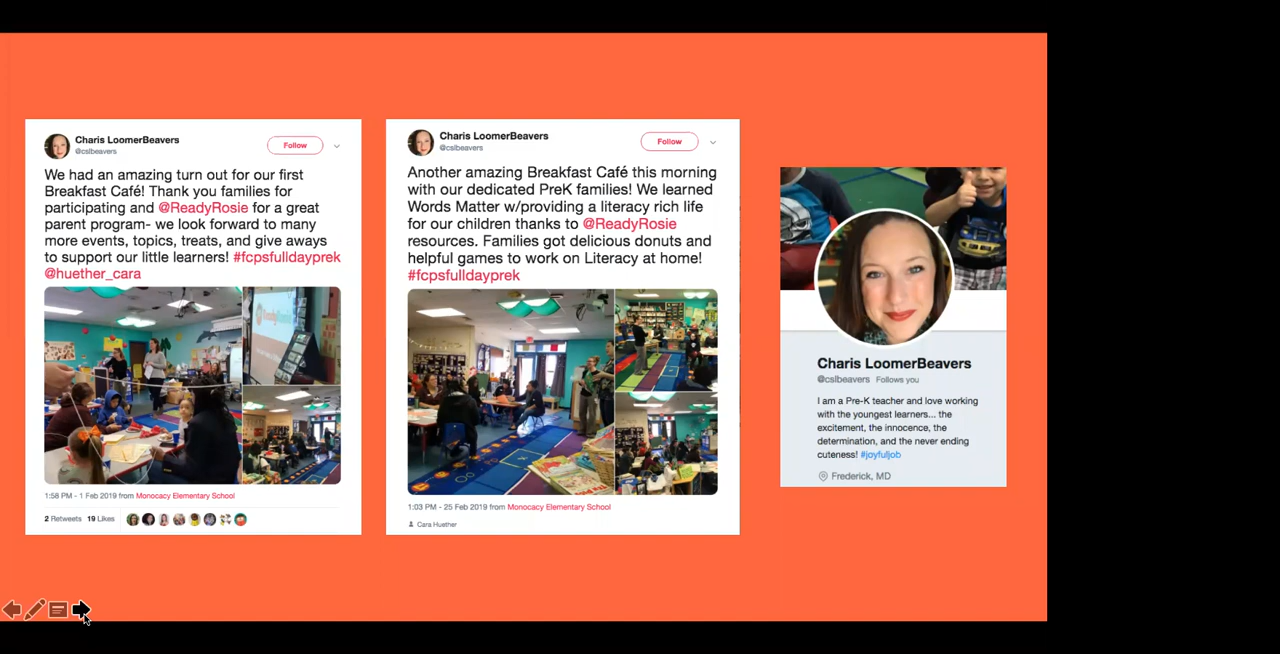 Charis LoomerBeavers
@cslbeavers
Follow
We had an amazing turn out for our first
Breakfast Café! Thank you families for
participating and @ReadyRosie for a great
parent program- we look forward to many
more events, topics, treats, and give aways
to support our little learners! #fcpsfulldayprek
@huether_cara
1:58 PM - 1 Feb 2019 from Monocacy Elementary School
2 Retweets 19 Likes
Charis LoomerBeavers
@cslbeavers
Follow
Another amazing Breakfast Café this morning
with our dedicated PreK families! We learned
Words Matter w/providing a literacy rich life
for our children thanks to @ReadyRosie
resources. Families got delicious donuts and
helpful games to work on Literacy at home!
#fcpsfulldayprek
1:03 PM - 25 Feb 2019 from Monocacy Elementary School
Cara Huether
Charis LoomerBeavers
@cslbeavers Follows you
I am a Pre-K teacher and love working
with the youngest learners... the
excitement, the innocence, the
determination, and the never ending
cuteness! #joyfuljob
Frederick, MD